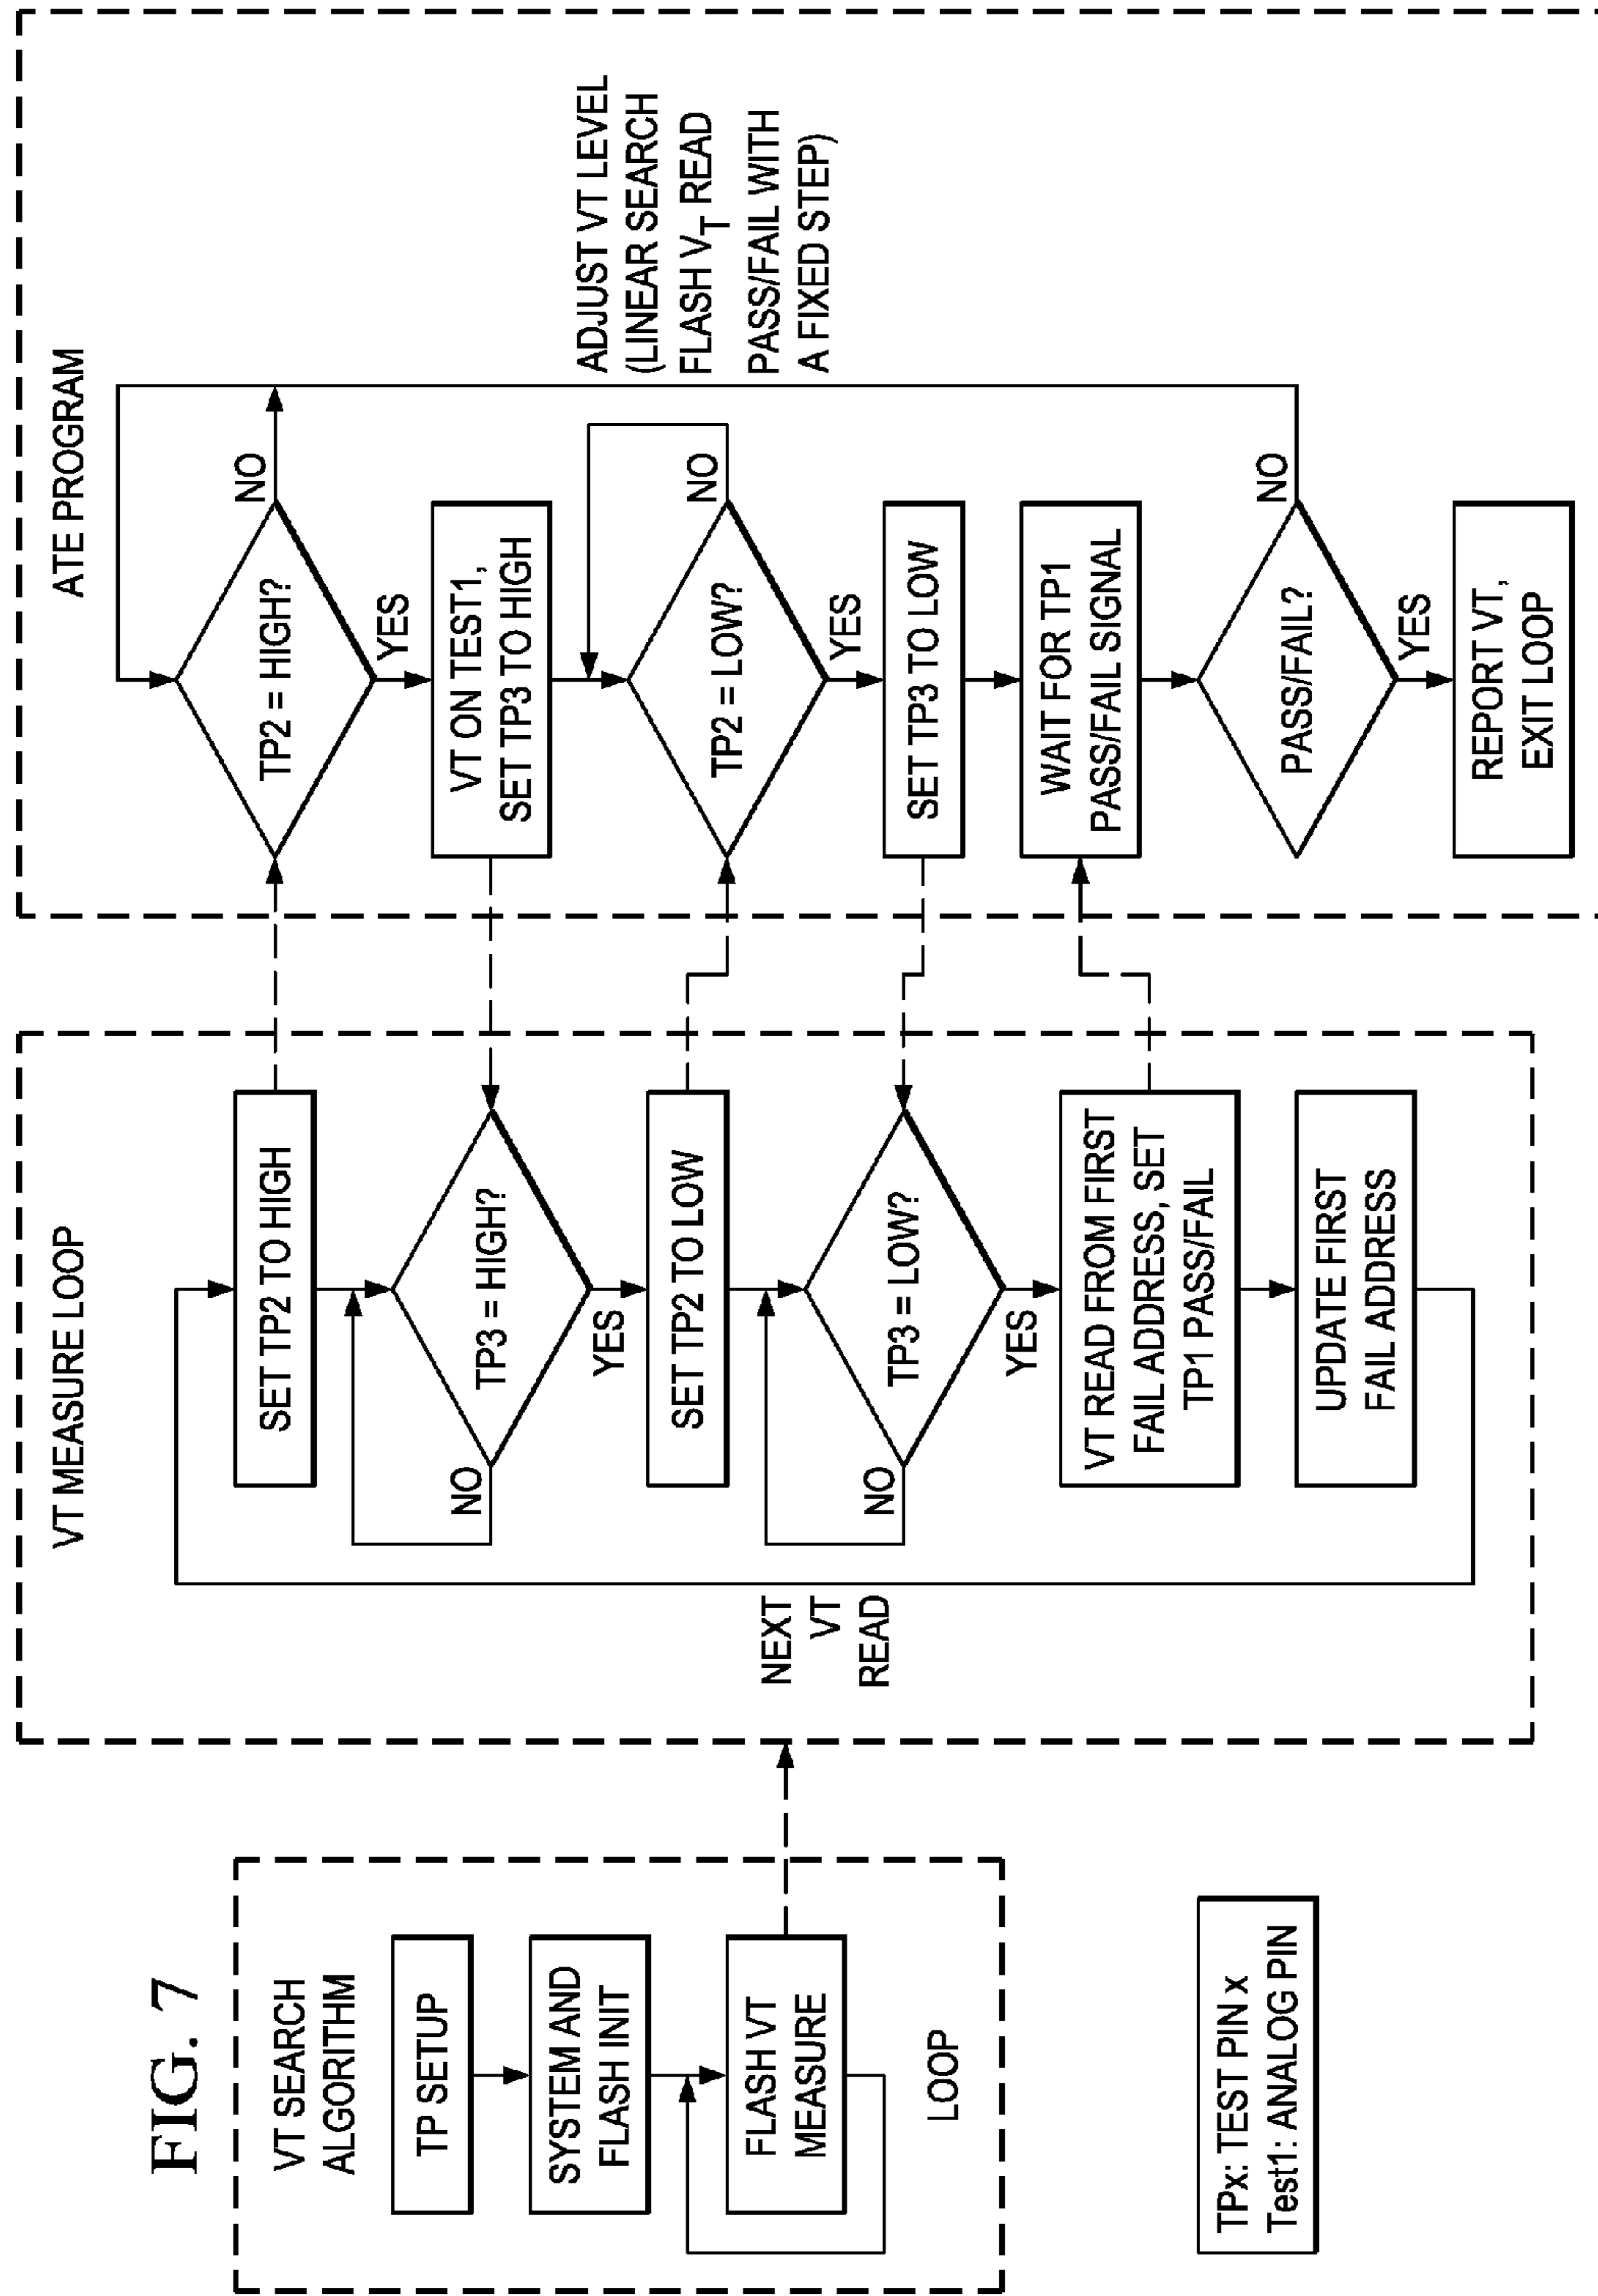 FIG. 7
VT SEARCH
ALGORITHM
TP SETUP
SYSTEM AND
FLASH INIT
FLASH VT
MEASURE
LOOP
TPx: TEST PIN x
Test1: ANALOG PIN
VT MEASURE LOOP
SET TP2 TO HIGH
TP3 = HIGH?
NO
YES
SET TP2 TO LOW
TP3 = LOW?
NO
YES
VT READ FROM FIRST
FAIL ADDRESS, SET
TP1 PASS/FAIL
UPDATE FIRST
FAIL ADDRESS
NEXT
VT
READ
ATE PROGRAM
TP2 = HIGH?
NO
YES
VT ON TEST1,
SET TP3 TO HIGH
TP2 = LOW?
NO
YES
SET TP3 TO LOW
WAIT FOR TP1
PASS/FAIL SIGNAL
PASS/FAIL?
NO
YES
REPORT VT,
EXIT LOOP
ADJUST VT LEVEL
(LINEAR SEARCH
FLASH VT READ
PASS/FAIL WITH
A FIXED STEP)